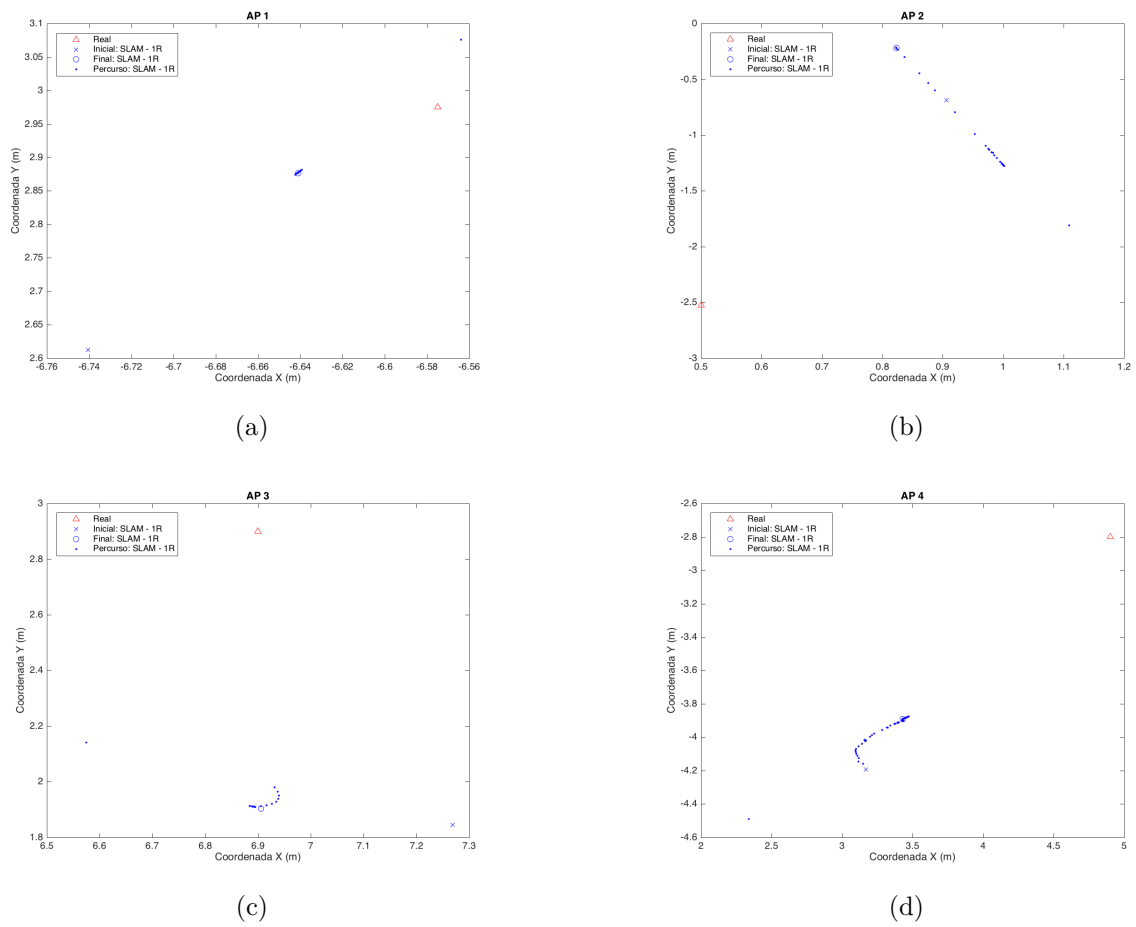 AP 1
3.1
3.05
3
2.95
2.9
2.85
2.8
2.75
2.7
2.65
2.6
Coordenada Y (m)
Real
Inicial: SLAM - 1R
Final: SLAM - 1R
Percurso: SLAM - 1R
-6.76 -6.74 -6.72 -6.7 -6.68 -6.66 -6.64 -6.62 -6.6 -6.58 -6.56
Coordenada X (m)
(a)
AP 2
0
-0.5
-1
-1.5
-2
-2.5
-3
Coordenada Y (m)
Real
Inicial: SLAM - 1R
Final: SLAM - 1R
Percurso: SLAM - 1R
0.5 0.6 0.7 0.8 0.9 1 1.1 1.2
Coordenada X (m)
(b)
AP 3
3
2.8
2.6
2.4
2.2
2
1.8
Coordenada Y (m)
Real
Inicial: SLAM - 1R
Final: SLAM - 1R
Percurso: SLAM - 1R
6.5 6.6 6.7 6.8 6.9 7 7.1 7.2 7.3
Coordenada X (m)
(c)
AP 4
-2.6
-2.8
-3
-3.2
-3.4
-3.6
-3.8
-4
-4.2
-4.4
-4.6
Coordenada Y (m)
Real
Inicial: SLAM - 1R
Final: SLAM - 1R
Percurso: SLAM - 1R
2 2.5 3 3.5 4 4.5 5
Coordenada X (m)
(d)